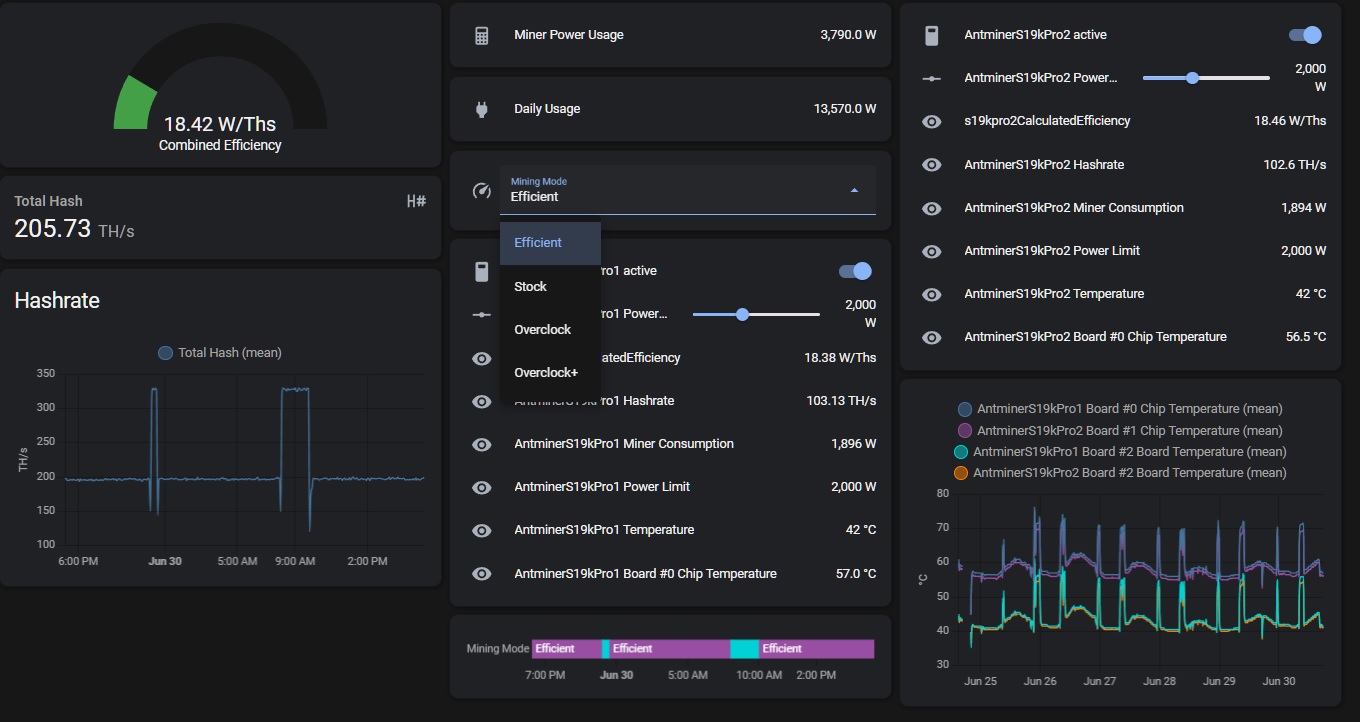 18.42 W/Ths
Combined Efficiency
Total Hash
H#
205.73 TH/s
Hashrate
Total Hash (mean)
TH/s
350
300
250
200
150
100
6:00 PM Jun 30 5:00 AM 9:00 AM 2:00 PM
Miner Power Usage 3,790.0 W
Daily Usage 13,570.0 W
Mining Mode
Efficient
Efficient
Stock
Overclock
Overclock+
ro1 active
ro1 Power... 2,000
W
atedEfficiency 18.38 W/Ths
AntminerS19kPro1 Hashrate 103.13 TH/s
AntminerS19kPro1 Miner Consumption 1,896 W
AntminerS19kPro1 Power Limit 2,000 W
AntminerS19kPro1 Temperature 42 °C
AntminerS19kPro1 Board #0 Chip Temperature 57.0 °C
Mining Mode Efficient Efficient Efficient
7:00 PM Jun 30 5:00 AM 10:00 AM 2:00 PM
AntminerS19kPro2 active
AntminerS19kPro2 Power... 2,000
W
s19kpro2CalculatedEfficiency 18.46 W/Ths
AntminerS19kPro2 Hashrate 102.6 TH/s
AntminerS19kPro2 Miner Consumption 1,894 W
AntminerS19kPro2 Power Limit 2,000 W
AntminerS19kPro2 Temperature 42 °C
AntminerS19kPro2 Board #0 Chip Temperature 56.5 °C
AntminerS19kPro1 Board #0 Chip Temperature (mean)
AntminerS19kPro2 Board #1 Chip Temperature (mean)
AntminerS19kPro1 Board #2 Board Temperature (mean)
AntminerS19kPro2 Board #2 Board Temperature (mean)
°C
80
70
60
50
40
30
Jun 25 Jun 26 Jun 27 Jun 28 Jun 29 Jun 30